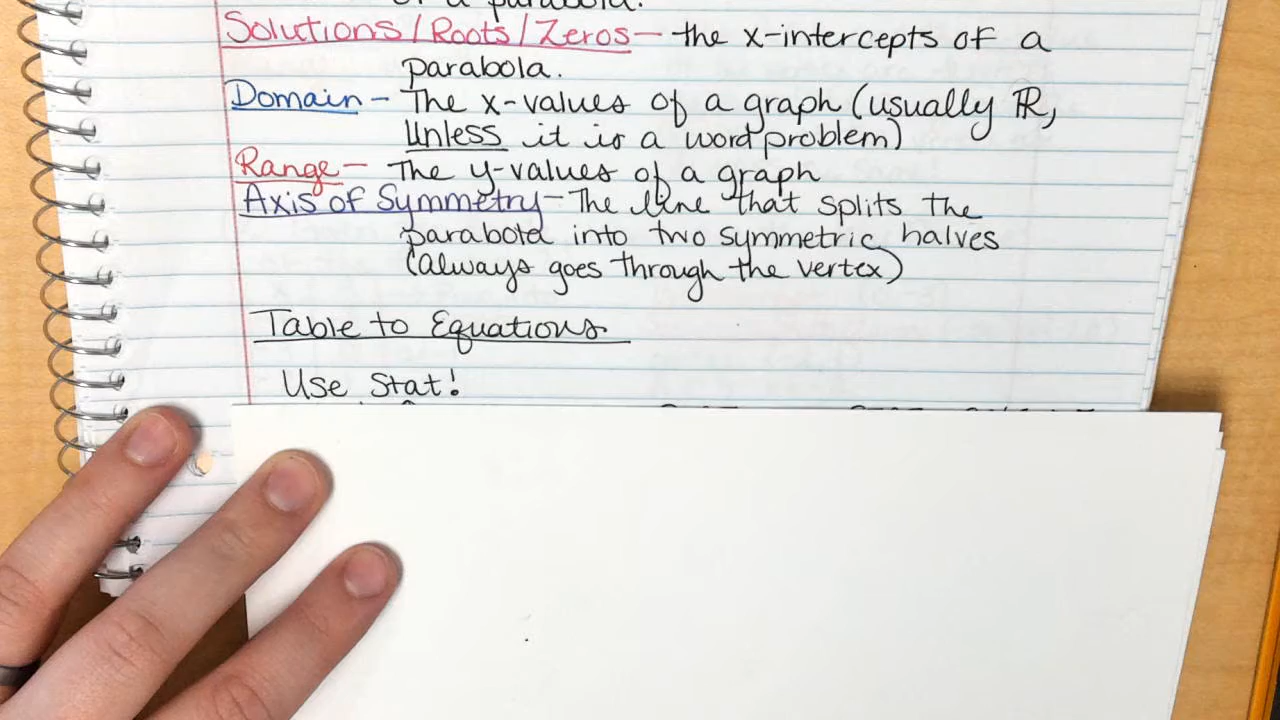 of a parabola.
Solutions / Roots / Zeros - the x-intercepts of a
parabola.
Domain - The x-values of a graph (usually ℝ,
unless it is a word problem)
Range - The y-values of a graph
Axis of Symmetry - The line that splits the
parabola into two symmetric halves
(always goes through the vertex)
Table to Equations
Use Stat!